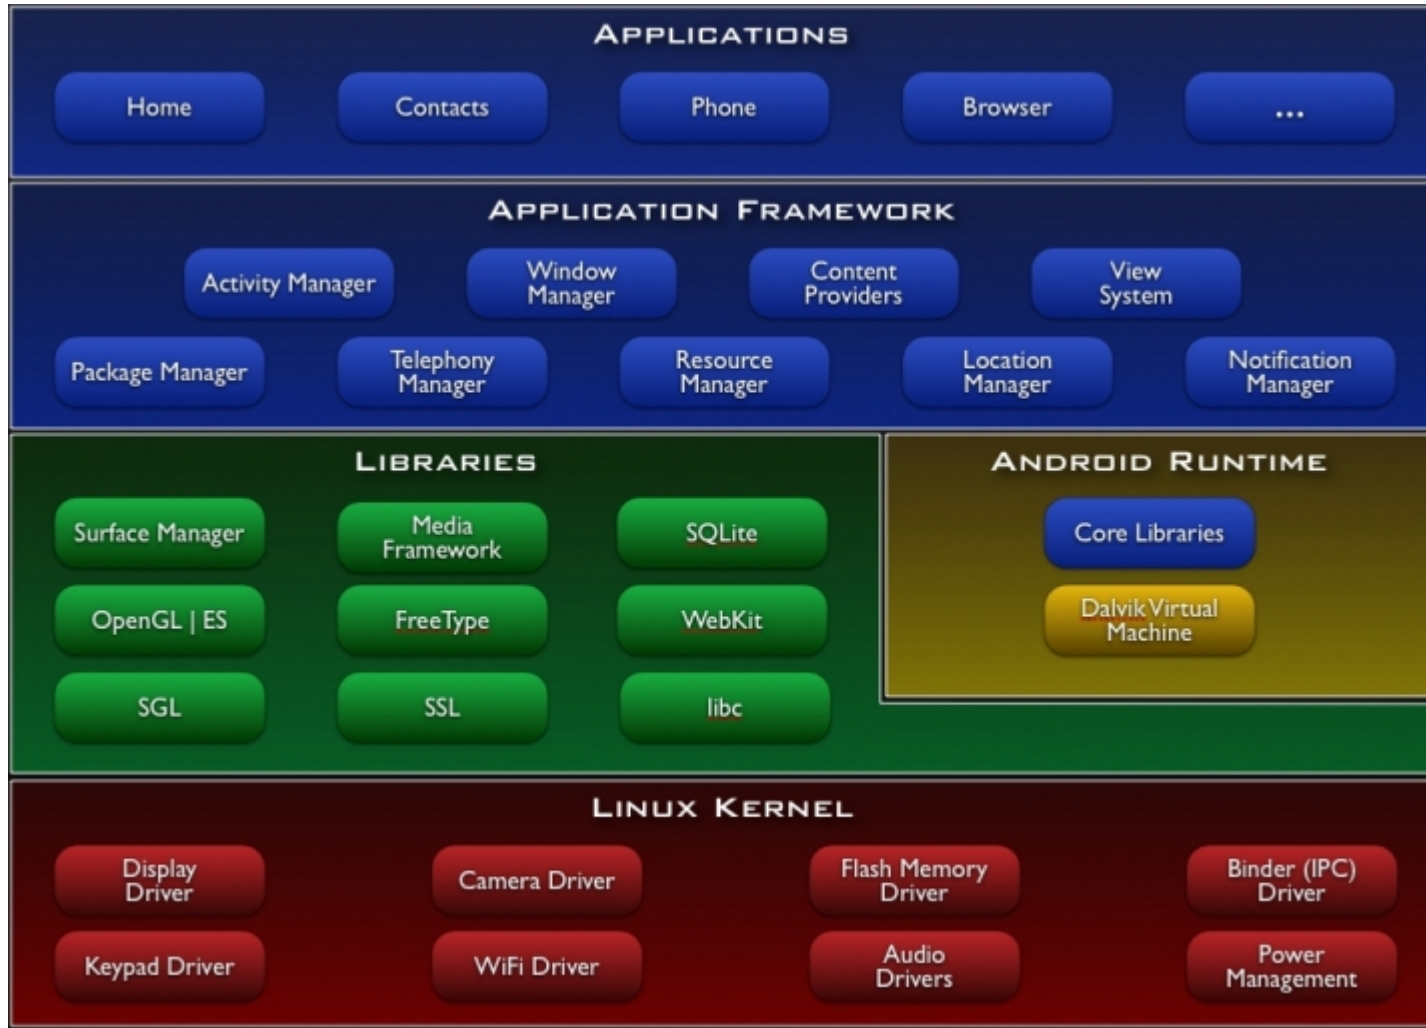 APPLICATIONS
Home
Contacts
Phone
Browser
...
APPLICATION FRAMEWORK
Activity Manager
Window
Manager
Content
Providers
View
System
Package Manager
Telephony
Manager
Resource
Manager
Location
Manager
Notification
Manager
LIBRARIES
Surface Manager
Media
Framework
SQLite
OpenGL | ES
FreeType
WebKit
SGL
SSL
libc
ANDROID RUNTIME
Core Libraries
Dalvik Virtual
Machine
LINUX KERNEL
Display
Driver
Camera Driver
Flash Memory
Driver
Binder (IPC)
Driver
Keypad Driver
WiFi Driver
Audio
Drivers
Power
Management